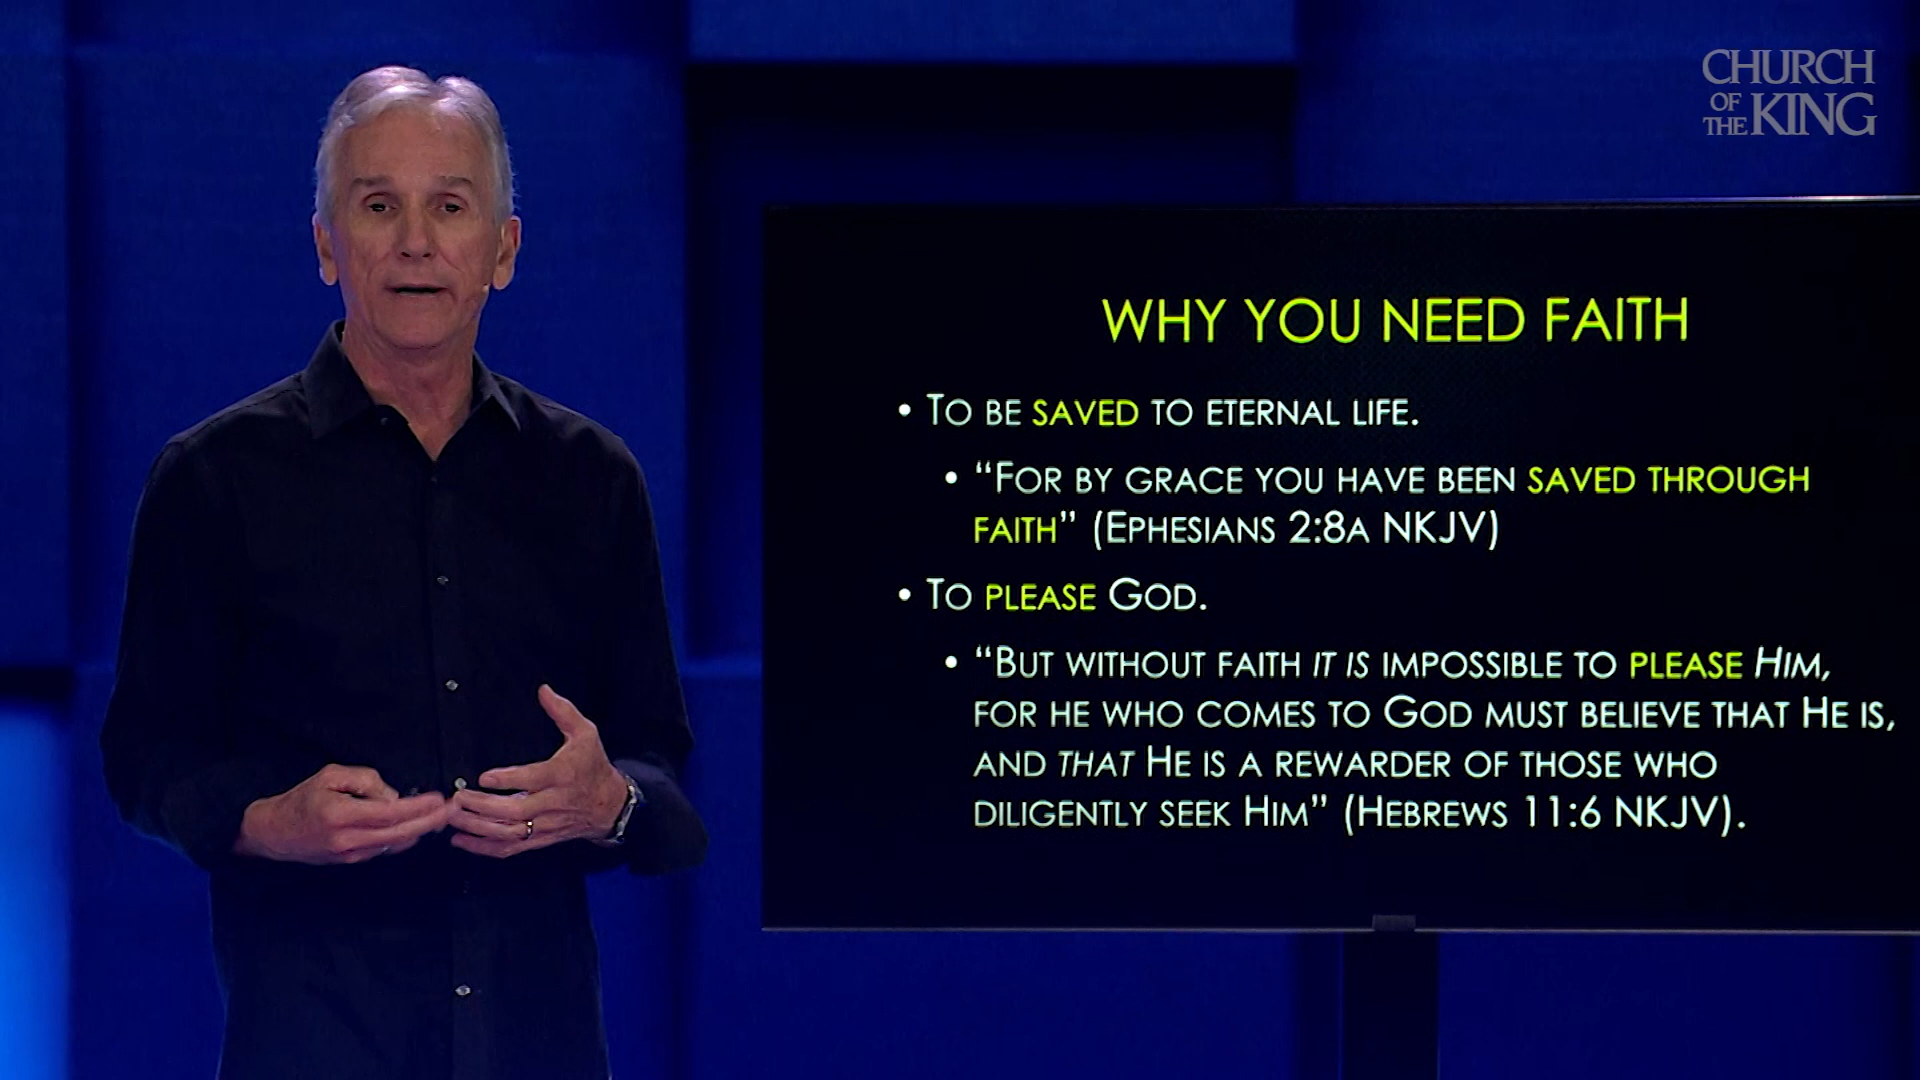 CHURCH
OF
THE KING
WHY YOU NEED FAITH
• TO BE SAVED TO ETERNAL LIFE.
• “FOR BY GRACE YOU HAVE BEEN SAVED THROUGH
FAITH” (EPHESIANS 2:8A NKJV)
• TO PLEASE GOD.
• “BUT WITHOUT FAITH IT IS IMPOSSIBLE TO PLEASE HIM,
FOR HE WHO COMES TO GOD MUST BELIEVE THAT HE IS,
AND THAT HE IS A REWARDER OF THOSE WHO
DILIGENTLY SEEK HIM” (HEBREWS 11:6 NKJV).